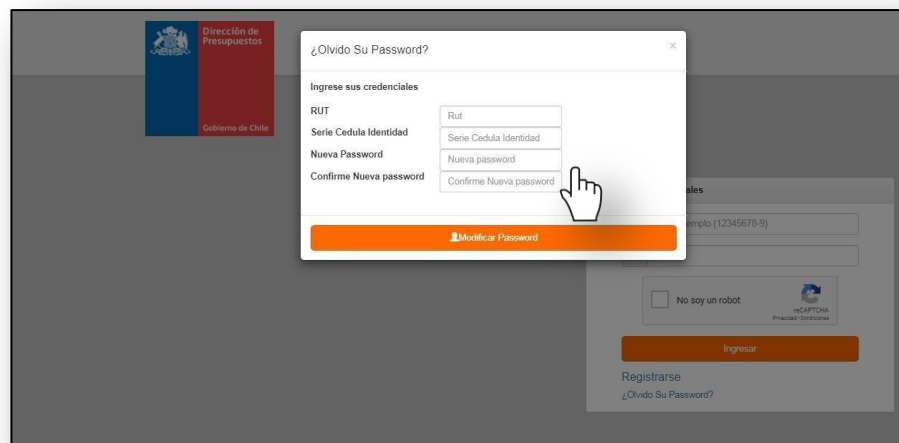 Dirección de
Presupuestos
Gobierno de Chile
¿Olvido Su Password?
×
Ingrese sus credenciales
RUT
Rut
Serie Cedula Identidad
Serie Cedula Identidad
Nueva Password
Nueva password
Confirme Nueva password
Confirme Nueva password
Modificar Password
ales
emplo (12345678-9)
No soy un robot
reCAPTCHA
Privacidad - Condiciones
Ingresar
Registrarse
¿Olvido Su Password?